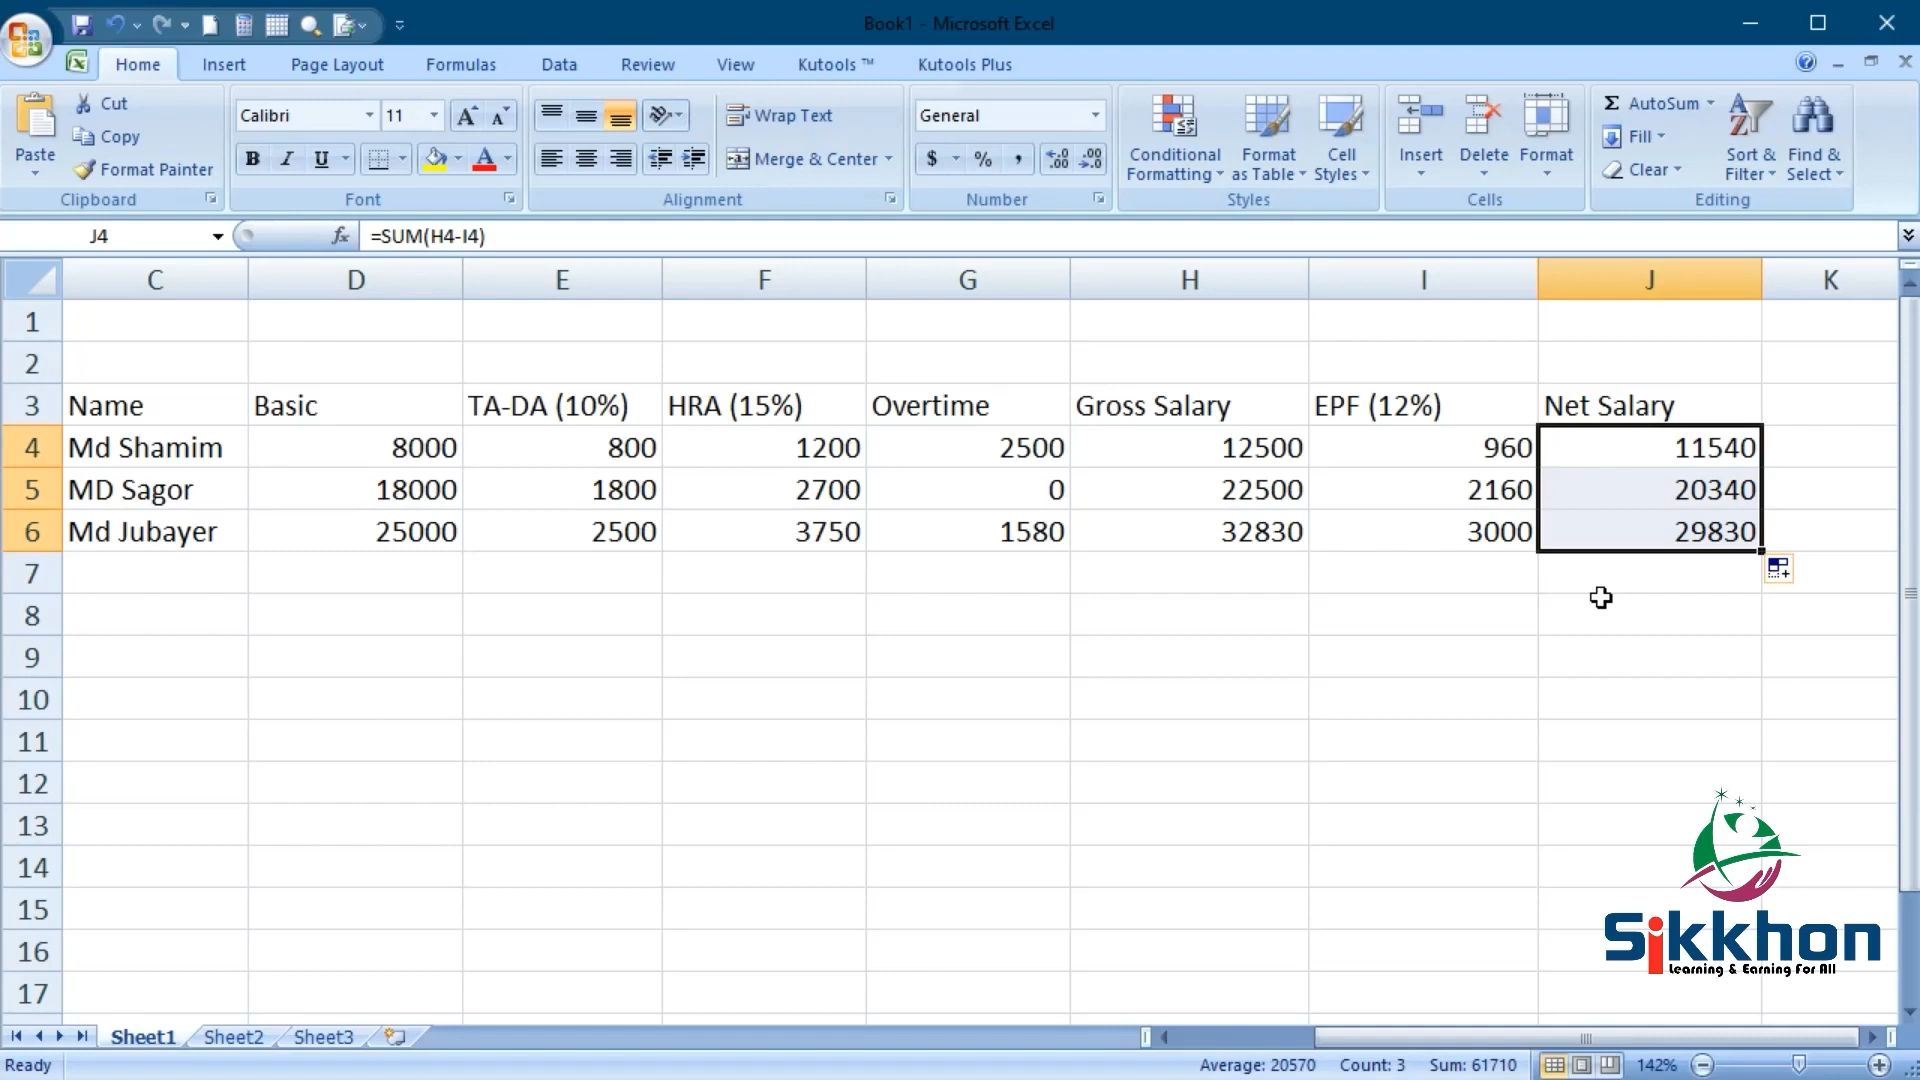 Book1 - Microsoft Excel
Home Insert Page Layout Formulas Data Review View Kutools ™ Kutools Plus
Paste Cut Copy Format Painter Clipboard
Calibri 11 A A B I U A Font
Wrap Text Merge & Center Alignment
General $ % , .0 .00 .00 .0 Number
Conditional Formatting Format as Table Cell Styles Styles
Insert Delete Format Cells
Σ AutoSum Fill Clear Sort & Filter Find & Select Editing
J4 fx =SUM(H4-I4)
C D E F G H I J K
1
2
3 Name Basic TA-DA (10%) HRA (15%) Overtime Gross Salary EPF (12%) Net Salary
4 Md Shamim 8000 800 1200 2500 12500 960 11540
5 MD Sagor 18000 1800 2700 0 22500 2160 20340
6 Md Jubayer 25000 2500 3750 1580 32830 3000 29830
7
8
9
10
11
12
13
14
15
16
17
Sikkhon
Learning & Earning For All
Sheet1 Sheet2 Sheet3
Ready Average: 20570 Count: 3 Sum: 61710 142%